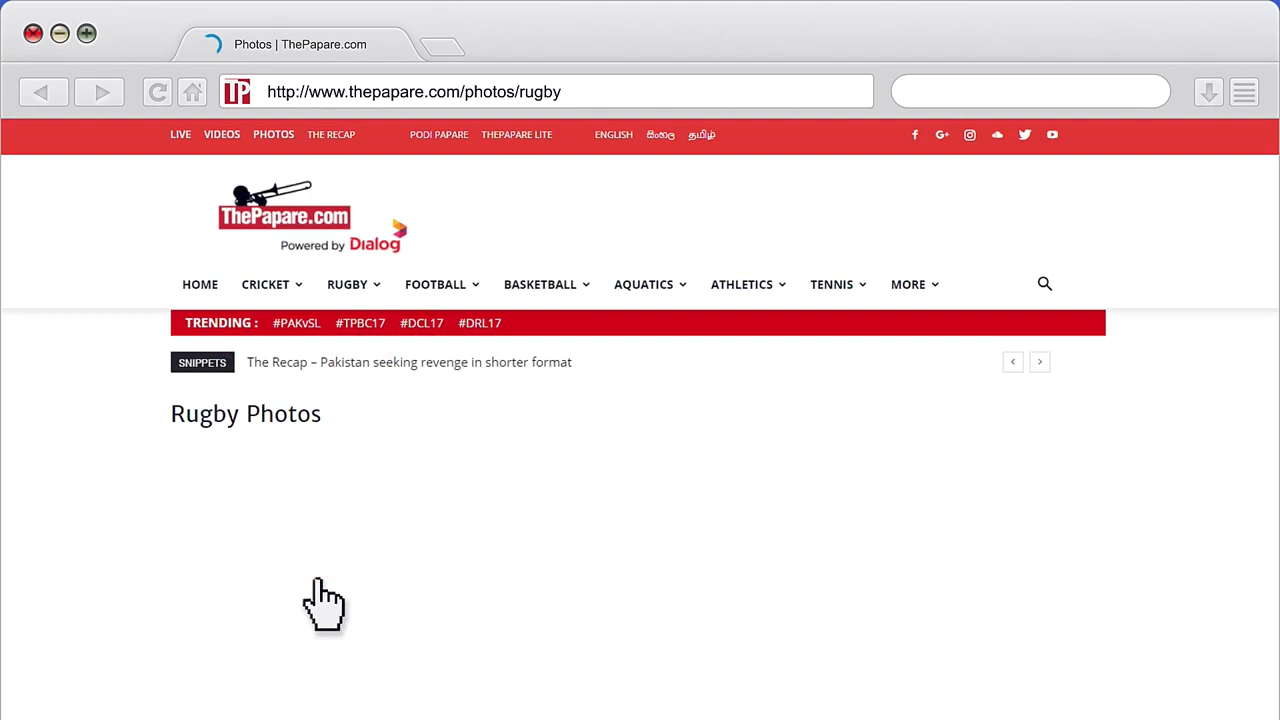 Photos | ThePapare.com
TP http://www.thepapare.com/photos/rugby
LIVE VIDEOS PHOTOS THE RECAP PODI PAPARE THEPAPARE LITE ENGLISH සිංහල தமிழ்
ThePapare.com
Powered by Dialog
HOME CRICKET RUGBY FOOTBALL BASKETBALL AQUATICS ATHLETICS TENNIS MORE
TRENDING : #PAKvSL #TPBC17 #DCL17 #DRL17
SNIPPETS The Recap – Pakistan seeking revenge in shorter format
Rugby Photos